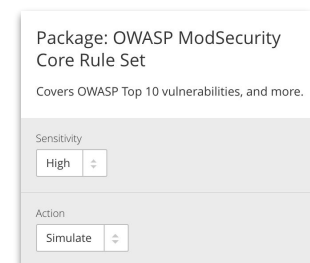 Package: OWASP ModSecurity
Core Rule Set
Covers OWASP Top 10 vulnerabilities, and more.
Sensitivity
High
Action
Simulate